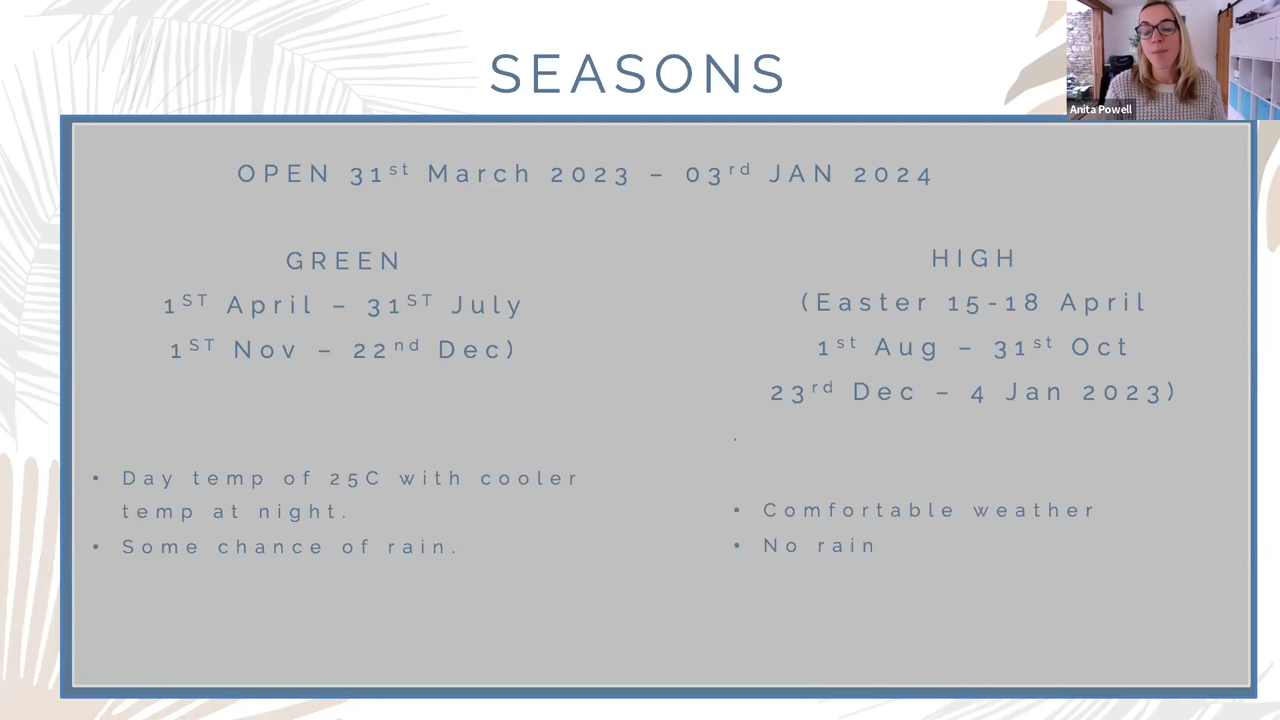 SEASONS
Anita Powell
OPEN 31st March 2023 – 03rd JAN 2024
GREEN
1ST April – 31ST July
1ST Nov – 22nd Dec)
HIGH
(Easter 15-18 April
1st Aug – 31st Oct
23rd Dec – 4 Jan 2023)
.
• Day temp of 25C with cooler
temp at night.
• Some chance of rain.
• Comfortable weather
• No rain